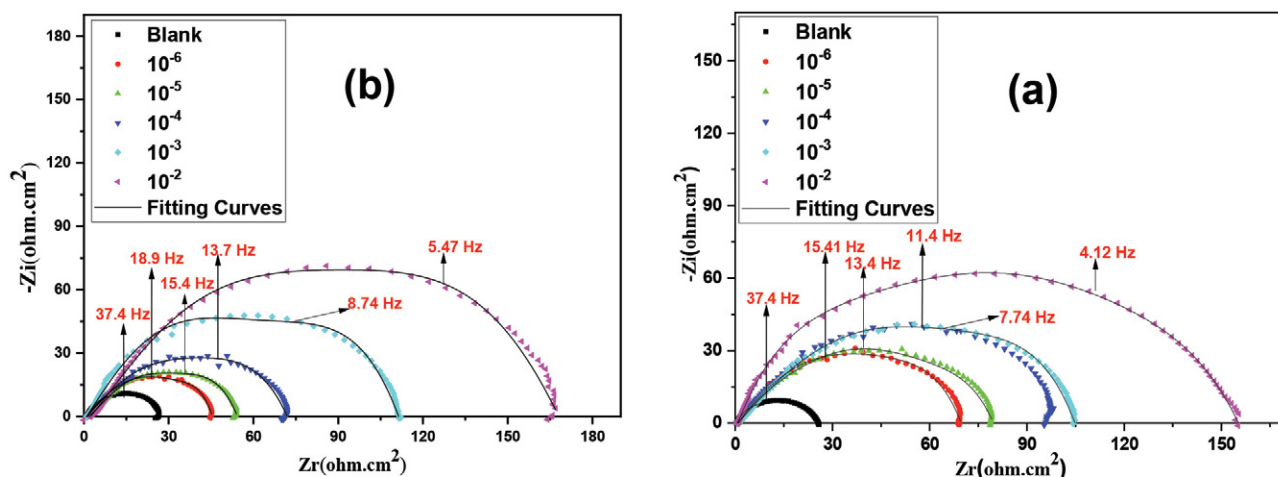 (b)
Blank
10⁻⁶
10⁻⁵
10⁻⁴
10⁻³
10⁻²
Fitting Curves
180
150
120
90
60
30
0
-Zi(ohm.cm²)
37.4 Hz
18.9 Hz
15.4 Hz
13.7 Hz
8.74 Hz
5.47 Hz
0 30 60 90 120 150 180
Zr(ohm.cm²)
(a)
Blank
10⁻⁶
10⁻⁵
10⁻⁴
10⁻³
10⁻²
Fitting Curves
150
120
90
60
30
0
-Zi(ohm.cm²)
37.4 Hz
15.41 Hz
13.4 Hz
11.4 Hz
7.74 Hz
4.12 Hz
0 30 60 90 120 150
Zr(ohm.cm²)